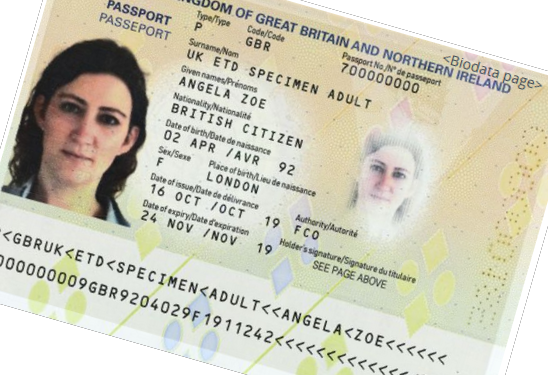 PASSPORT
PASSEPORT
NGDOM OF GREAT BRITAIN AND NORTHERN IRELAND
<Biodata page>
Type/Type Code/Code Passport No./Nº de passeport
P GBR 700000000
Surname/Nom
UK ETD SPECIMEN ADULT
Given names/Prénoms
ANGELA ZOE
Nationality/Nationalité
BRITISH CITIZEN
Date of birth/Date de naissance
02 APR /AVR 92
Sex/Sexe Place of birth/Lieu de naissance
F LONDON
Date of issue/Date de délivrance
16 OCT /OCT 19
Authority/Autorité
FCO
Date of expiry/Date d'expiration
24 NOV /NOV 19
Holder's signature/Signature du titulaire
SEE PAGE ABOVE
<GBRUK<ETD<SPECIMEN<ADULT<<ANGELA<ZOE<<<<<<
000000009GBR9204029F1911242<<<<<<<<<<<<<<